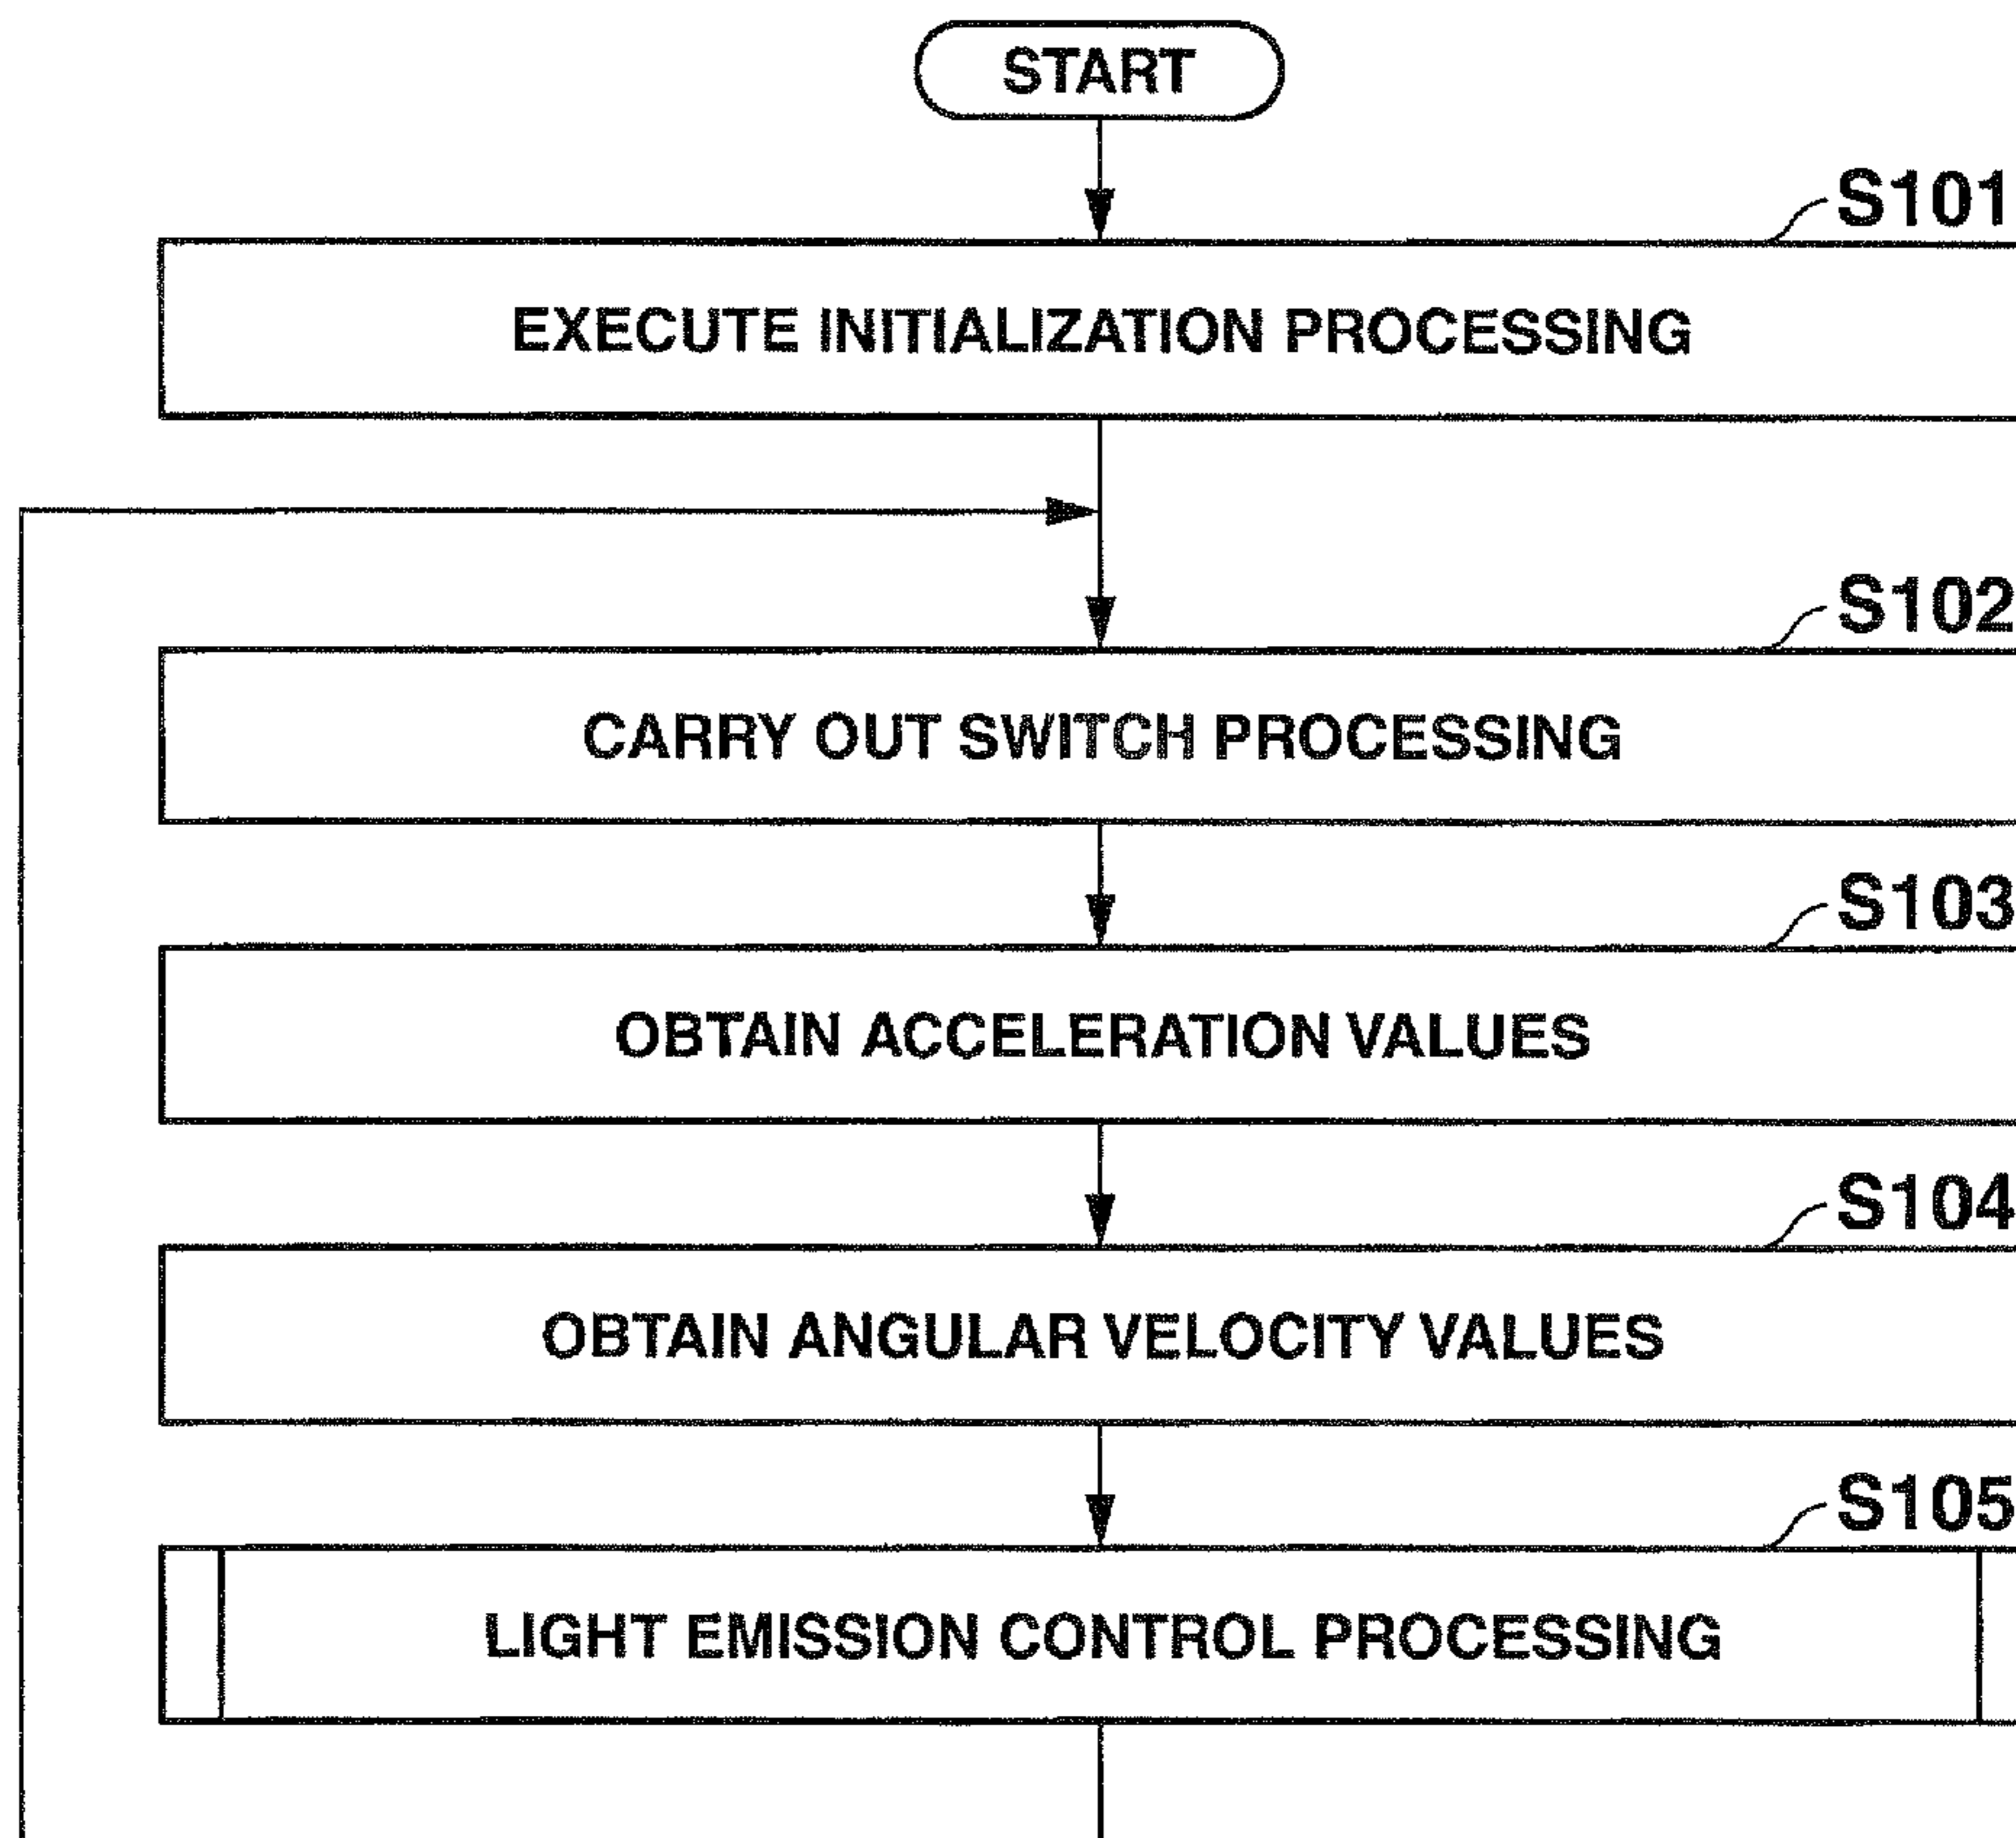 START
S101
EXECUTE INITIALIZATION PROCESSING
S102
CARRY OUT SWITCH PROCESSING
S103
OBTAIN ACCELERATION VALUES
S104
OBTAIN ANGULAR VELOCITY VALUES
S105
LIGHT EMISSION CONTROL PROCESSING